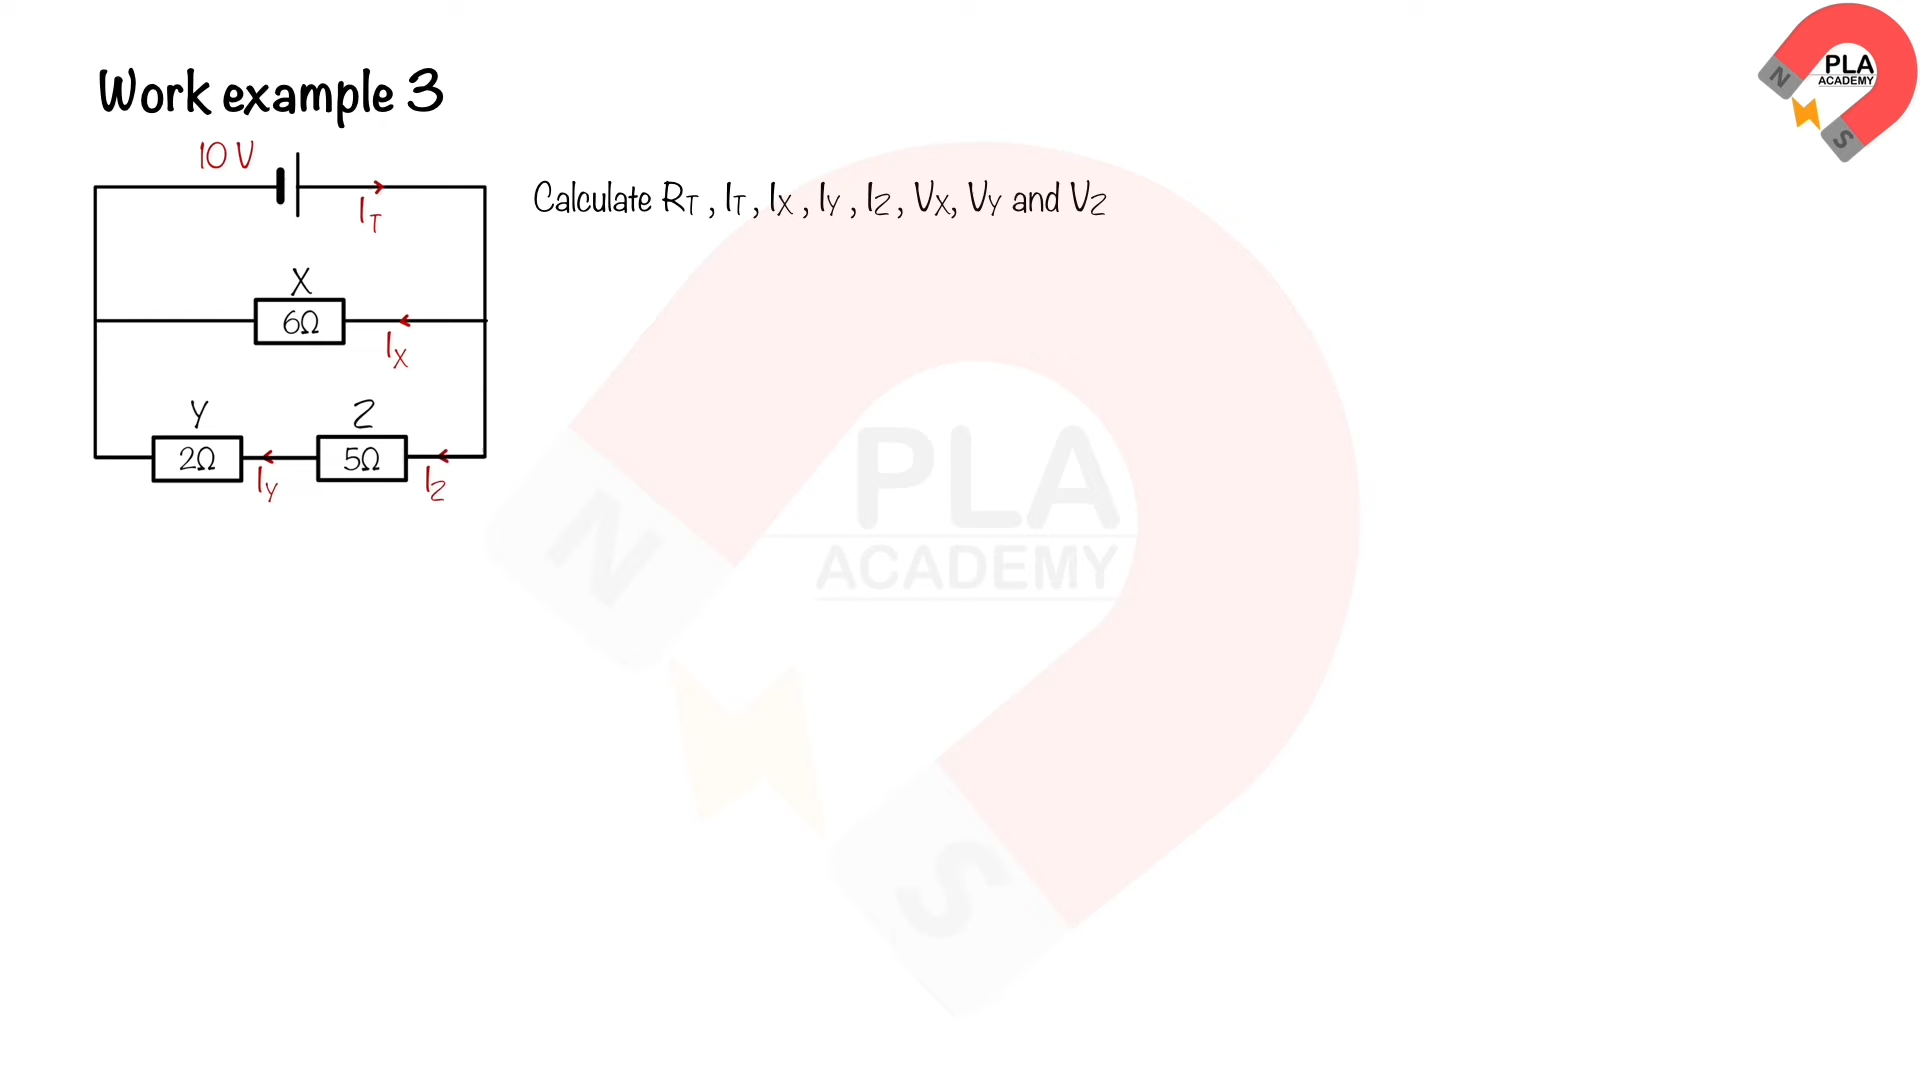 Work example 3
10 V
I_T
Calculate R_T , I_T , I_X , I_Y , I_Z , V_X, V_Y and V_Z
X
6Ω
I_X
Y
Z
2Ω
5Ω
I_Y
I_Z
PLA
ACADEMY
N
S
PLA
ACADEMY
N
S